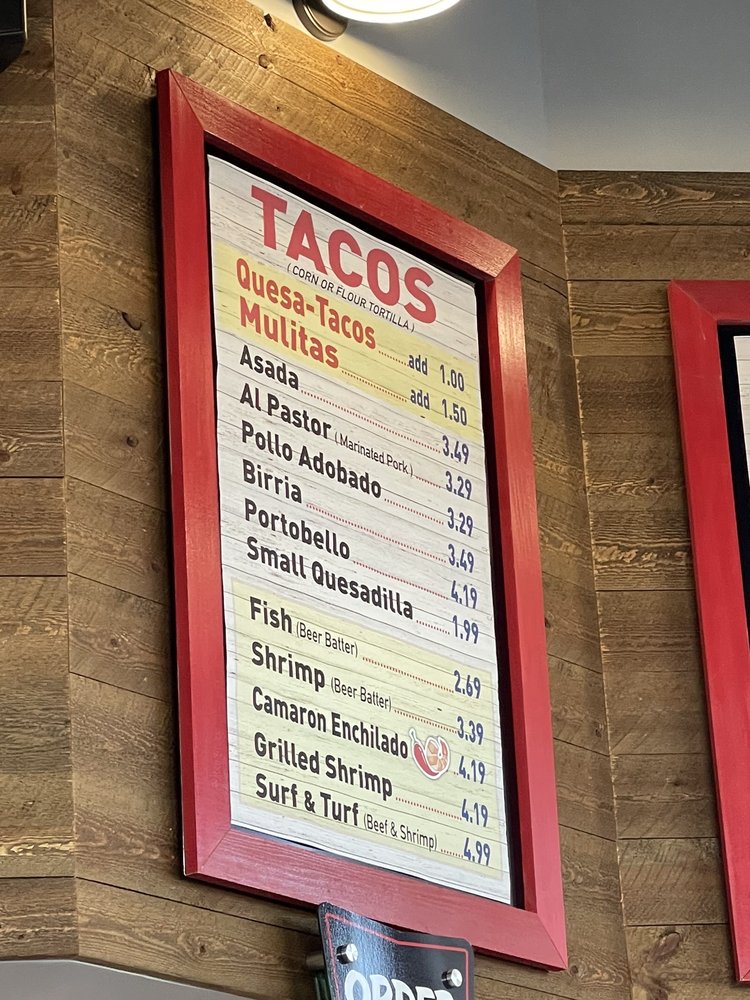 TACOS
(CORN OR FLOUR TORTILLA)
Quesa-Tacos ........add 1.00
Mulitas ................add 1.50
Asada ................................3.49
Al Pastor (Marinated Pork) ........3.29
Pollo Adobado ................3.29
Birria ................................3.49
Portobello ........................4.19
Small Quesadilla ........1.99
Fish (Beer Batter) ........................2.69
Shrimp (Beer Batter) ................3.39
Camaron Enchilado ..4.19
Grilled Shrimp ................4.19
Surf & Turf (Beef & Shrimp) ......4.99
ORDER